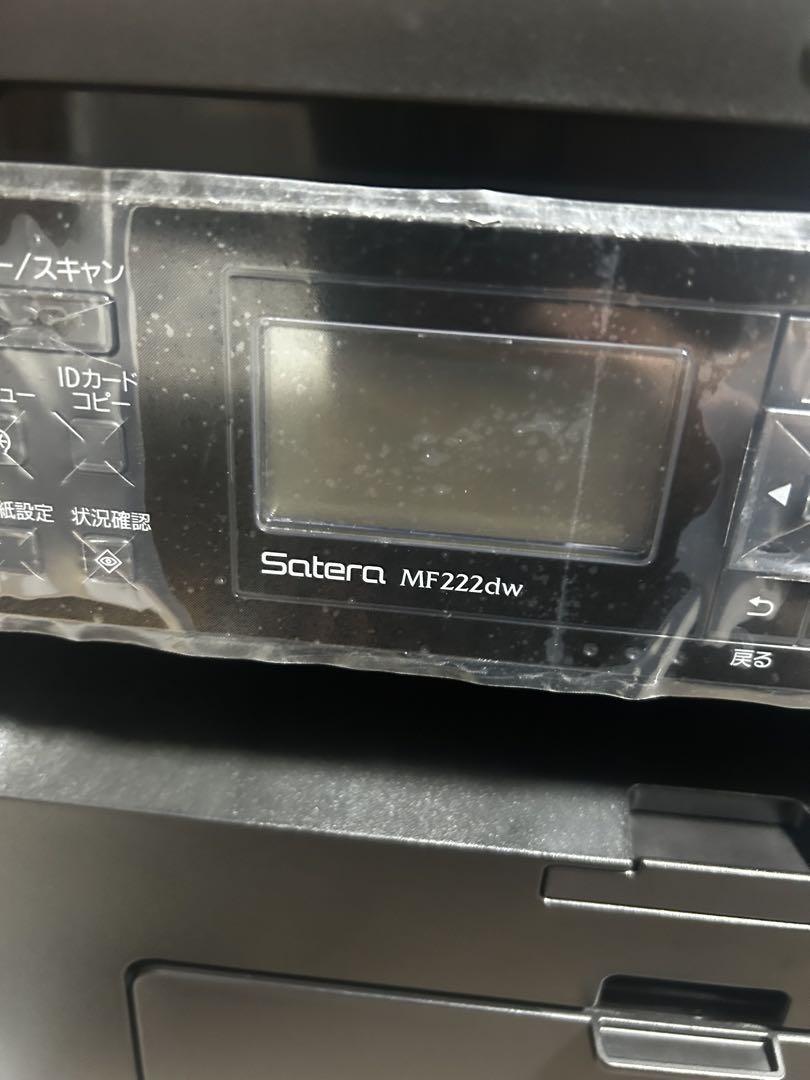 ー/スキャン
IDカード
コピー
ュー
紙設定
状況確認
Satera MF222dw
戻る